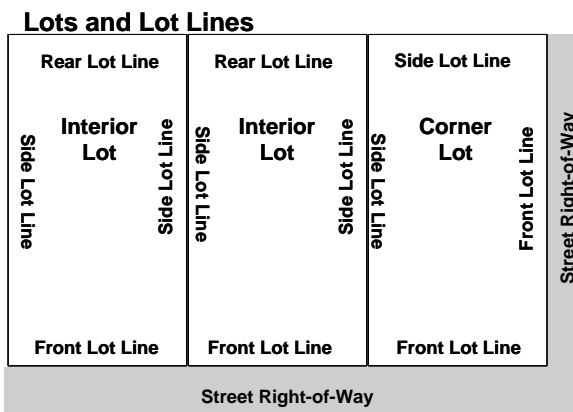 Lots and Lot Lines
Rear Lot Line
Rear Lot Line
Side Lot Line
Side Lot Line
Interior
Lot
Side Lot Line
Side Lot Line
Interior
Lot
Side Lot Line
Side Lot Line
Corner
Lot
Front Lot Line
Street Right-of-Way
Front Lot Line
Front Lot Line
Front Lot Line
Street Right-of-Way